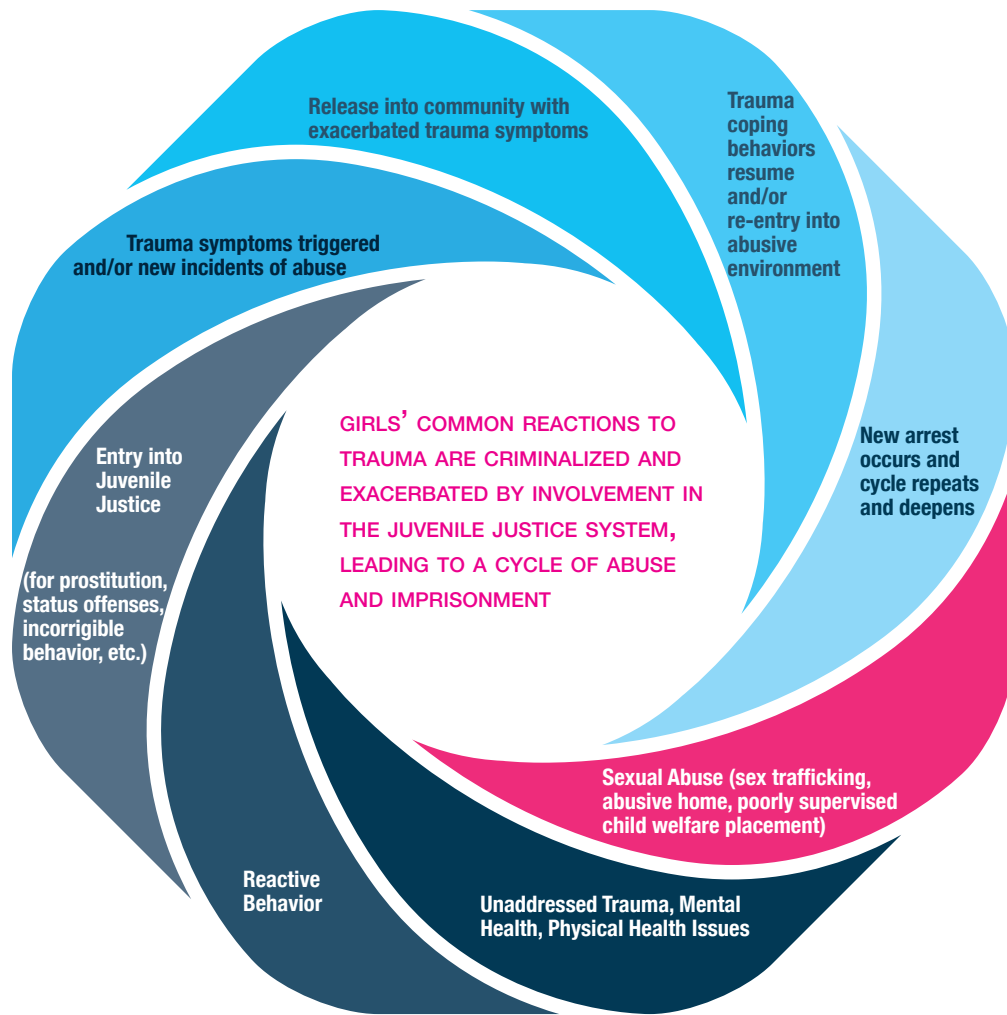 Release into community with
exacerbated trauma symptoms
Trauma
coping
behaviors
resume
and/or
re-entry into
abusive
environment
Trauma symptoms triggered
and/or new incidents of abuse
GIRLS’ COMMON REACTIONS TO
TRAUMA ARE CRIMINALIZED AND
EXACERBATED BY INVOLVEMENT IN
THE JUVENILE JUSTICE SYSTEM,
LEADING TO A CYCLE OF ABUSE
AND IMPRISONMENT
New arrest
occurs and
cycle repeats
and deepens
Entry into
Juvenile
Justice
(for prostitution,
status offenses,
incorrigible
behavior, etc.)
Sexual Abuse (sex trafficking,
abusive home, poorly supervised
child welfare placement)
Reactive
Behavior
Unaddressed Trauma, Mental
Health, Physical Health Issues